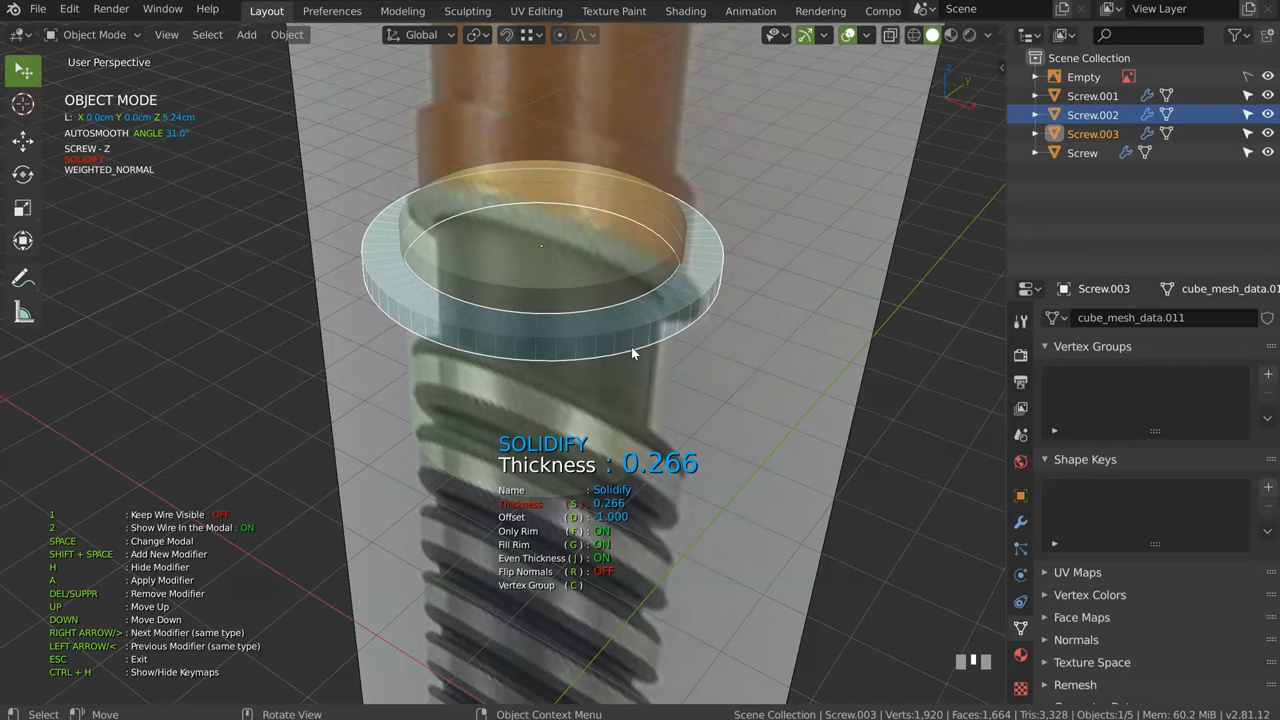 File Edit Render Window Help Layout Preferences Modeling Sculpting UV Editing Texture Paint Shading Animation Rendering Compo Scene View Layer
Object Mode View Select Add Object Global
User Perspective
OBJECT MODE
L: X 0.0cm Y 0.0cm Z 5.24cm
AUTOSMOOTH ANGLE 31.0°
SCREW - Z
SOLIDIFY
WEIGHTED_NORMAL
z
y
x
SOLIDIFY
Thickness : 0.266
Name : Solidify
Thickness ( S ) : 0.266
Offset ( D ) : -1.000
Only Rim ( F ) : ON
Fill Rim ( G ) : ON
Even Thickness ( J ) : ON
Flip Normals ( R ) : OFF
Vertex Group ( C )
1 : Keep Wire Visible : OFF
2 : Show Wire In the Modal : ON
SPACE : Change Modal
SHIFT + SPACE : Add New Modifier
H : Hide Modifier
A : Apply Modifier
DEL/SUPPR : Remove Modifier
UP : Move Up
DOWN : Move Down
RIGHT ARROW/> : Next Modifier (same type)
LEFT ARROW/< : Previous Modifier (same type)
ESC : Exit
CTRL + H : Show/Hide Keymaps
Scene Collection
Empty
Screw.001
Screw.002
Screw.003
Screw
Screw.003 cube_mesh_data.01
cube_mesh_data.011
Vertex Groups
Shape Keys
UV Maps
Vertex Colors
Face Maps
Normals
Texture Space
Remesh
Select Move Rotate View Object Context Menu Scene Collection | Screw.003 | Verts:1,920 | Faces:1,664 | Tris:3,328 | Objects:1/5 | Mem: 60.2 MiB | v2.81.12